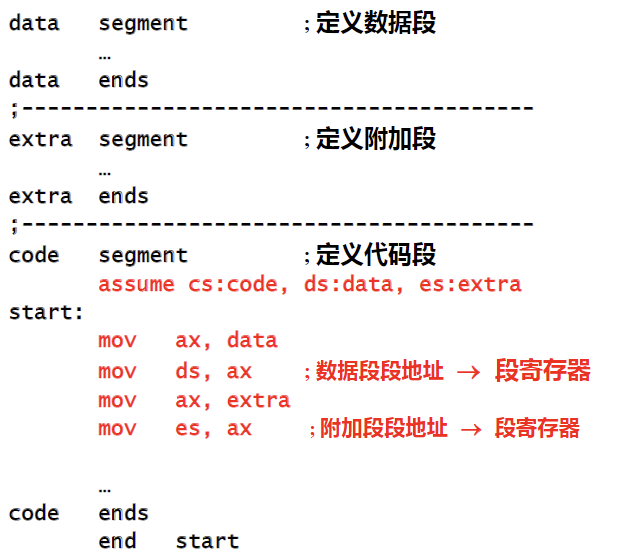 data segment ;定义数据段
…
data ends
;----------------------------------------
extra segment ;定义附加段
…
extra ends
;----------------------------------------
code segment ;定义代码段
assume cs:code, ds:data, es:extra
start:
mov ax, data
mov ds, ax ;数据段段地址 → 段寄存器
mov ax, extra
mov es, ax ;附加段段地址 → 段寄存器
…
code ends
end start